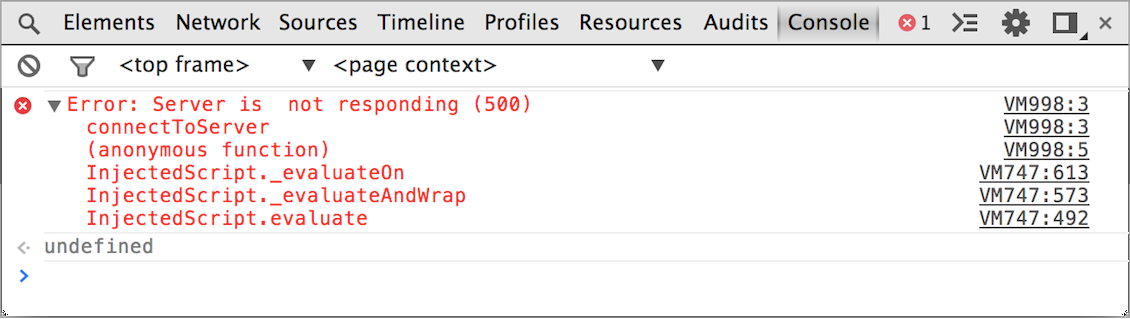 Elements Network Sources Timeline Profiles Resources Audits Console 1
<top frame> ▼ <page context> ▼
▼Error: Server is  not responding (500) VM998:3
connectToServer VM998:3
(anonymous function) VM998:5
InjectedScript._evaluateOn VM747:613
InjectedScript._evaluateAndWrap VM747:573
InjectedScript.evaluate VM747:492
undefined